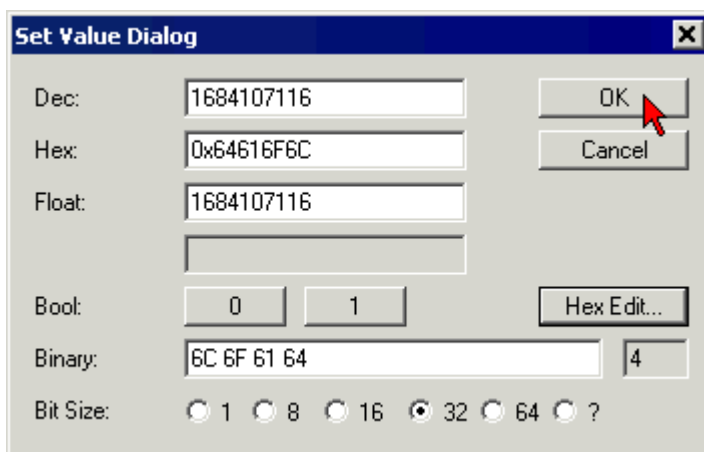 Set Value Dialog
Dec: 1684107116 OK
Hex: 0x64616F6C Cancel
Float: 1684107116
Bool: 0 1 Hex Edit...
Binary: 6C 6F 61 64 4
Bit Size: 1 8 16 32 64 ?